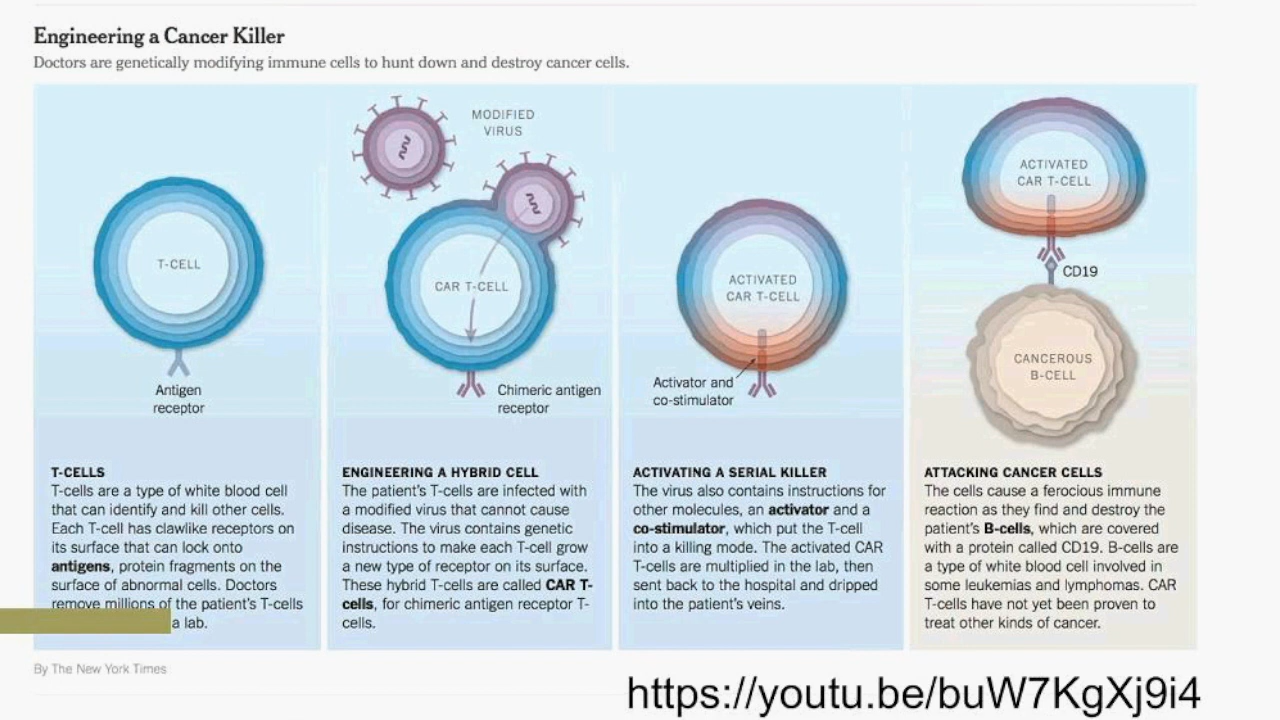 Engineering a Cancer Killer
Doctors are genetically modifying immune cells to hunt down and destroy cancer cells.
T-CELL
Antigen
receptor
T-CELLS
T-cells are a type of white blood cell
that can identify and kill other cells.
Each T-cell has clawlike receptors on
its surface that can lock onto
antigens, protein fragments on the
surface of abnormal cells. Doctors
remove millions of the patient's T-cells
a lab.
MODIFIED
VIRUS
CAR T-CELL
Chimeric antigen
receptor
ENGINEERING A HYBRID CELL
The patient's T-cells are infected with
a modified virus that cannot cause
disease. The virus contains genetic
instructions to make each T-cell grow
a new type of receptor on its surface.
These hybrid T-cells are called CAR T-
cells, for chimeric antigen receptor T-
cells.
ACTIVATED
CAR T-CELL
Activator and
co-stimulator
ACTIVATING A SERIAL KILLER
The virus also contains instructions for
other molecules, an activator and a
co-stimulator, which put the T-cell
into a killing mode. The activated CAR
T-cells are multiplied in the lab, then
sent back to the hospital and dripped
into the patient's veins.
ACTIVATED
CAR T-CELL
CD19
CANCEROUS
B-CELL
ATTACKING CANCER CELLS
The cells cause a ferocious immune
reaction as they find and destroy the
patient's B-cells, which are covered
with a protein called CD19. B-cells are
a type of white blood cell involved in
some leukemias and lymphomas. CAR
T-cells have not yet been proven to
treat other kinds of cancer.
By The New York Times
https://youtu.be/buW7KgXj9i4